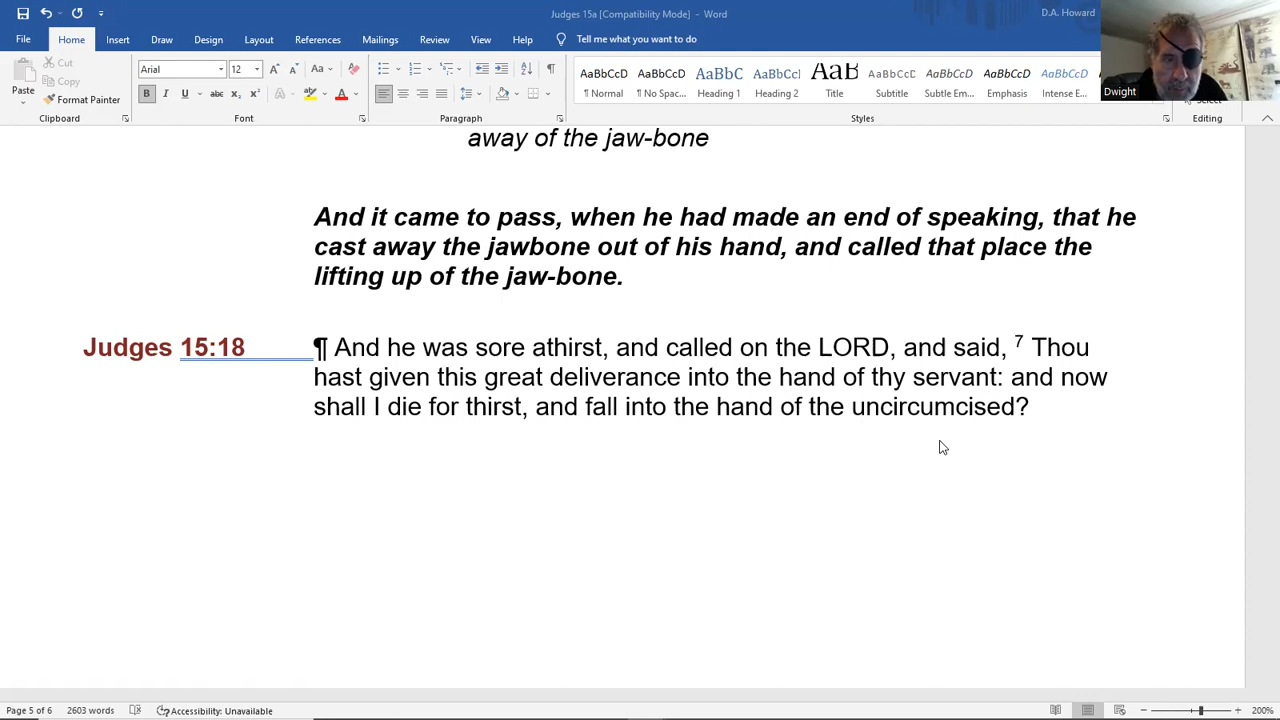 Judges 15a [Compatibility Mode] - Word
D.A. Howard
File Home Insert Draw Design Layout References Mailings Review View Help Tell me what you want to do
Paste
Cut
Copy
Format Painter
Arial 12
AaBbCcD AaBbCcD AaBbC AaBbCc AaB AaBbCcD AaBbCcD AaBbCcD AaBbCcD
¶ Normal ¶ No Spac... Heading 1 Heading 2 Title Subtitle Subtle Em... Emphasis Intense E...
Dwight
Select
Clipboard Font Paragraph Styles Editing
away of the jaw-bone
And it came to pass, when he had made an end of speaking, that he
cast away the jawbone out of his hand, and called that place the
lifting up of the jaw-bone.
Judges 15:18 ¶ And he was sore athirst, and called on the LORD, and said, 7 Thou
hast given this great deliverance into the hand of thy servant: and now
shall I die for thirst, and fall into the hand of the uncircumcised?
Page 5 of 6 2603 words Accessibility: Unavailable 200%